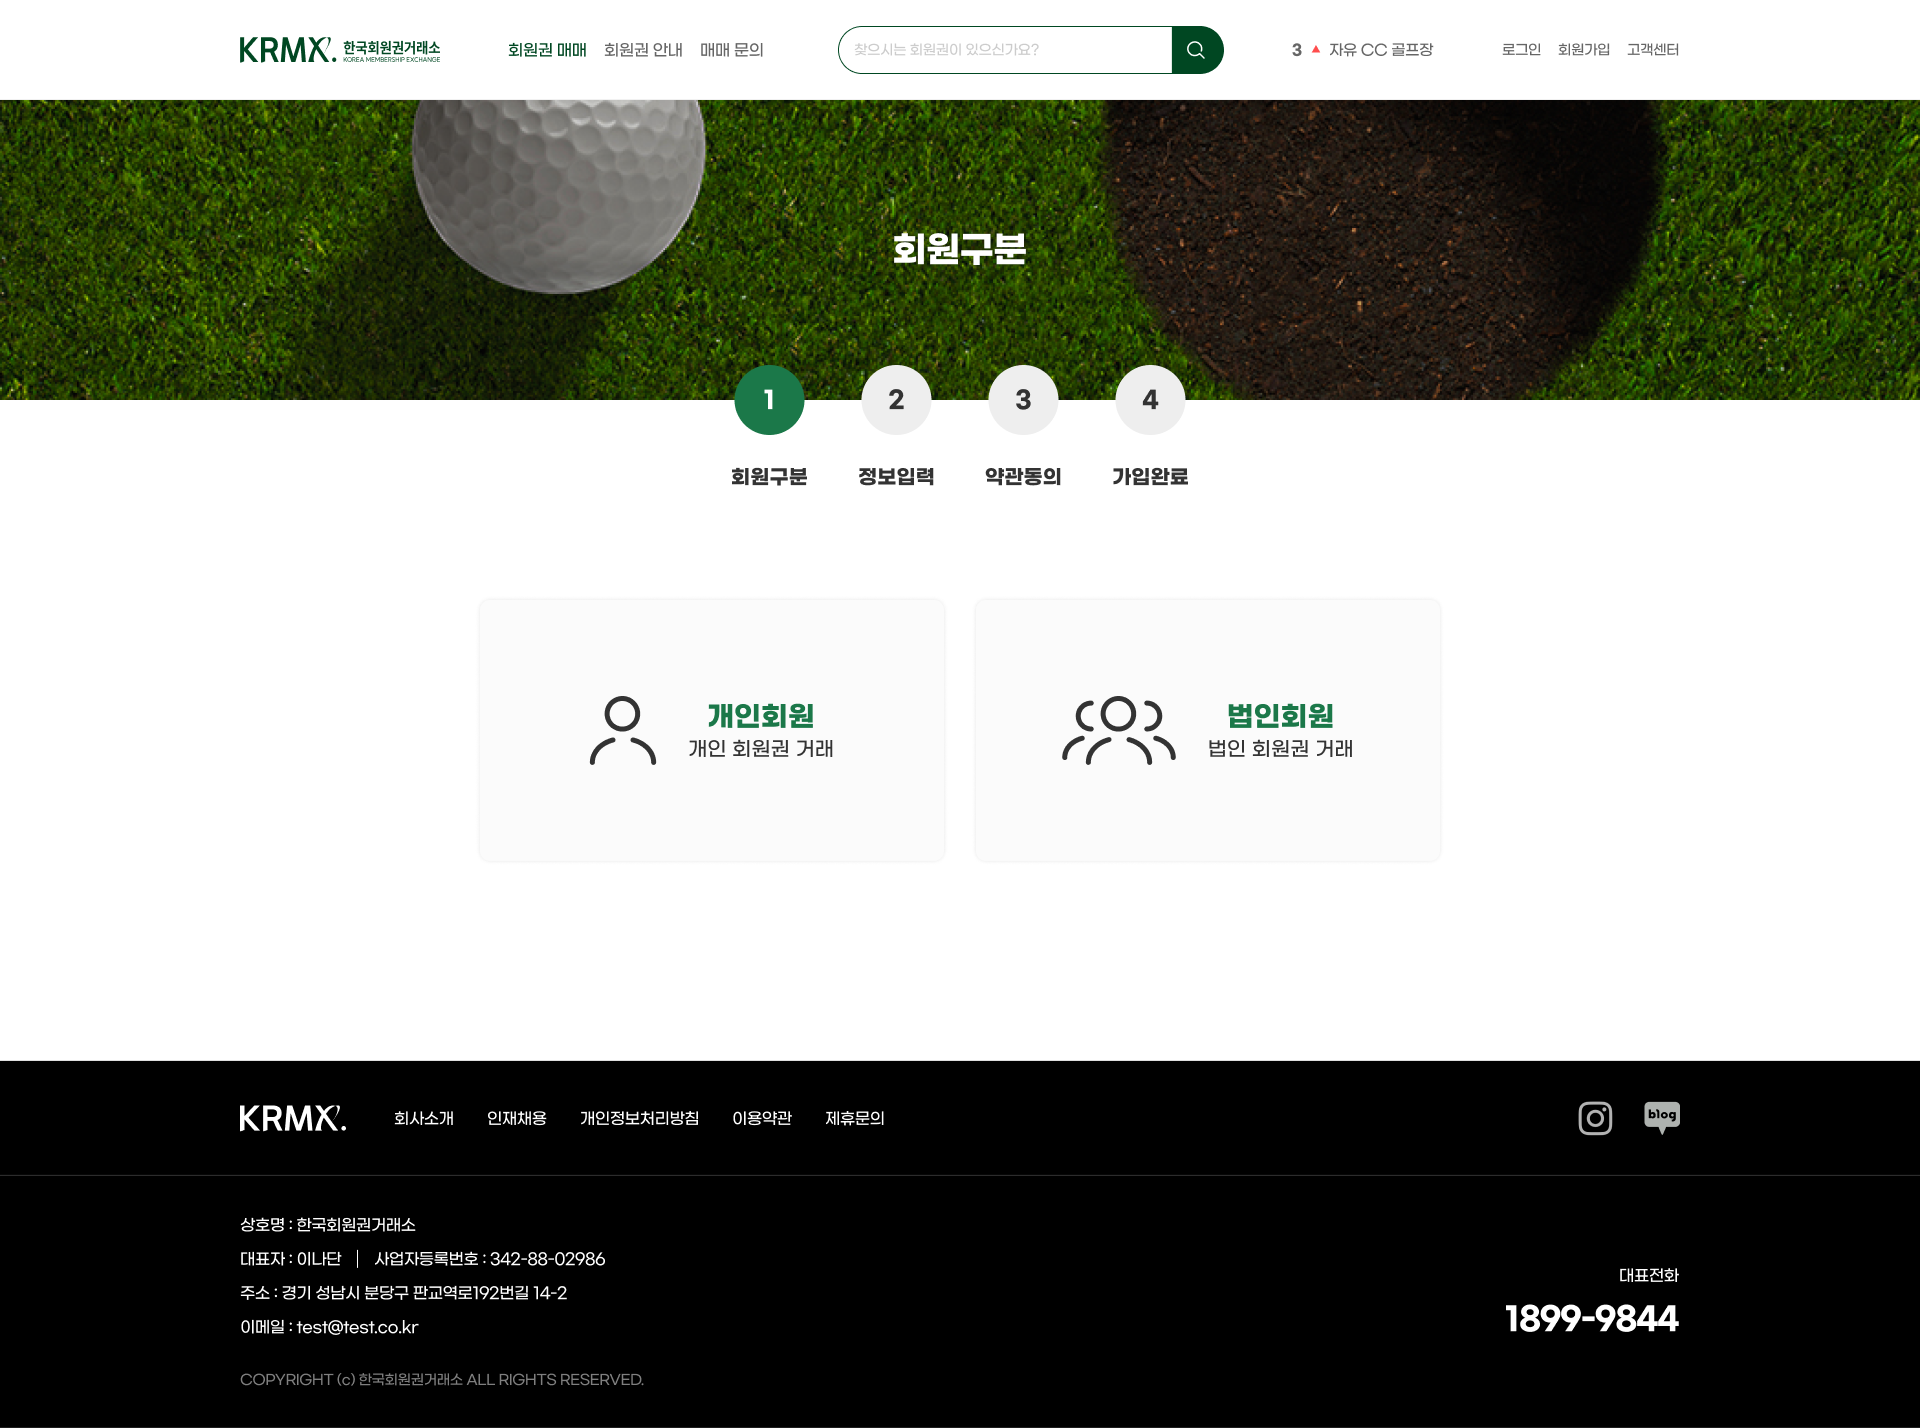 KRMX. 한국회원권거래소
KOREA MEMBERSHIP EXCHANGE
회원권 매매 회원권 안내 매매 문의
찾으시는 회원권이 있으신가요?
3 자유 CC 골프장
로그인 회원가입 고객센터
회원구분
1 2 3 4
회원구분 정보입력 약관동의 가입완료
개인회원
개인 회원권 거래
법인회원
법인 회원권 거래
KRMX. 회사소개 인재채용 개인정보처리방침 이용약관 제휴문의
blog
상호명 : 한국회원권거래소
대표자 : 이나단 | 사업자등록번호 : 342-88-02986
주소 : 경기 성남시 분당구 판교역로192번길 14-2
이메일 : test@test.co.kr
대표전화
1899-9844
COPYRIGHT (c) 한국회원권거래소 ALL RIGHTS RESERVED.